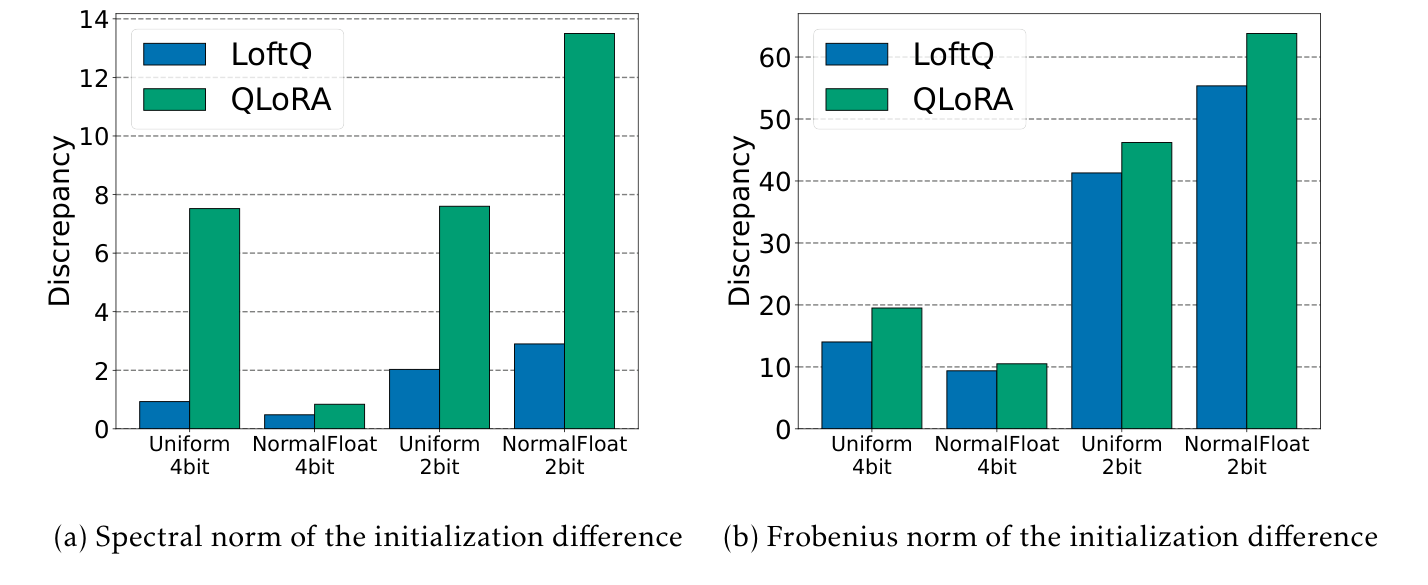 14
12
10
8
6
4
2
0
Discrepancy
LoftQ
QLoRA
Uniform 4bit
NormalFloat 4bit
Uniform 2bit
NormalFloat 2bit
(a) Spectral norm of the initialization difference
60
50
40
30
20
10
0
Discrepancy
LoftQ
QLoRA
Uniform 4bit
NormalFloat 4bit
Uniform 2bit
NormalFloat 2bit
(b) Frobenius norm of the initialization difference